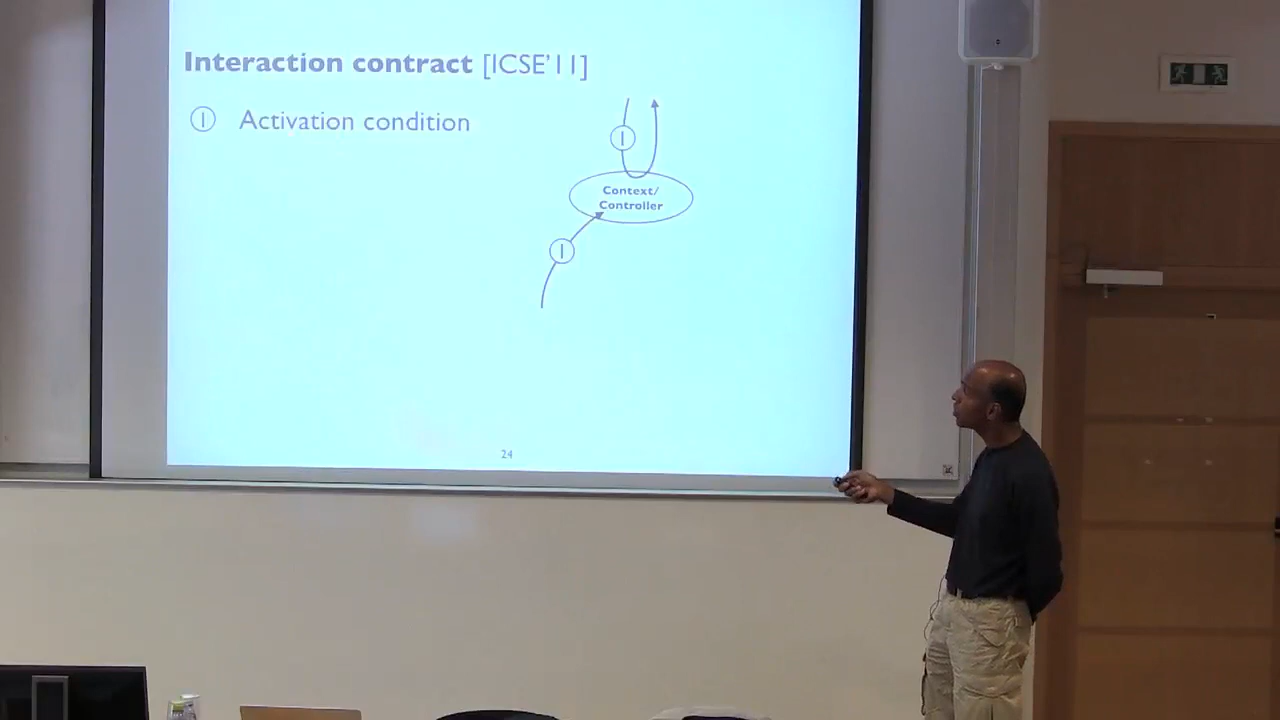 Interaction contract [ICSE'11]
① Activation condition
①
Context/
Controller
①
24